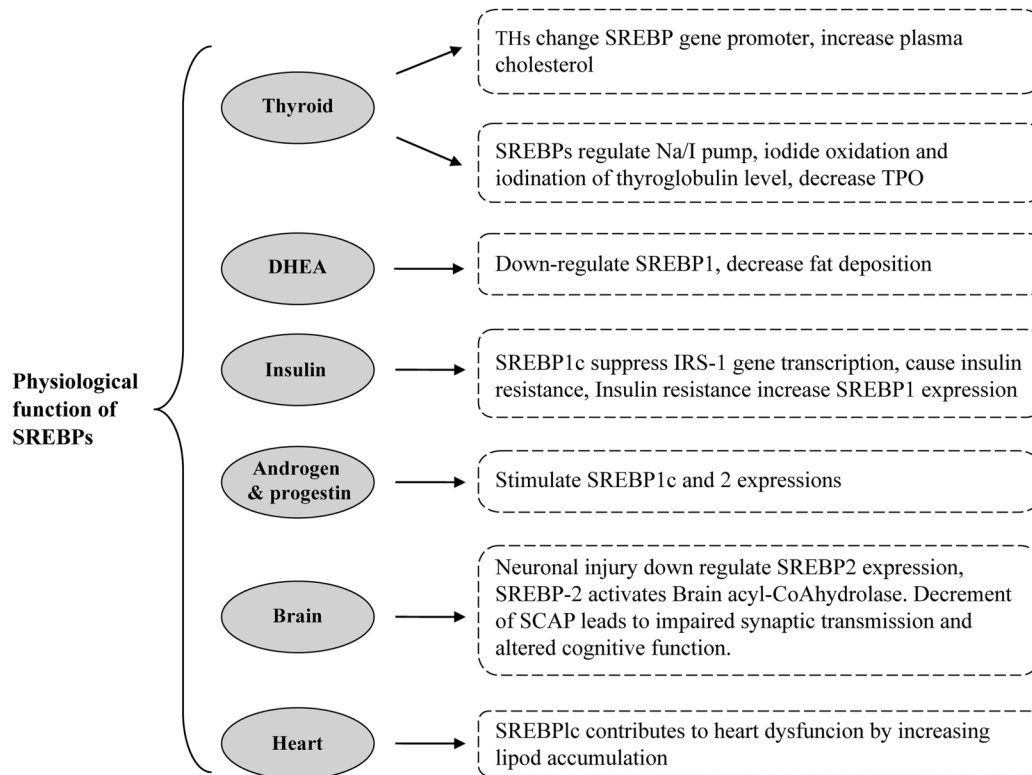 THs change SREBP gene promoter, increase plasma
cholesterol
Thyroid
SREBPs regulate Na/I pump, iodide oxidation and
iodination of thyroglobulin level, decrease TPO
DHEA
Down-regulate SREBP1, decrease fat deposition
Physiological
function of
SREBPs
Insulin
SREBP1c suppress IRS-1 gene transcription, cause insulin
resistance, Insulin resistance increase SREBP1 expression
Androgen
& progestin
Stimulate SREBP1c and 2 expressions
Brain
Neuronal injury down regulate SREBP2 expression,
SREBP-2 activates Brain acyl-CoAhydrolase. Decrement
of SCAP leads to impaired synaptic transmission and
altered cognitive function.
Heart
SREBPlc contributes to heart dysfuncion by increasing
lipod accumulation